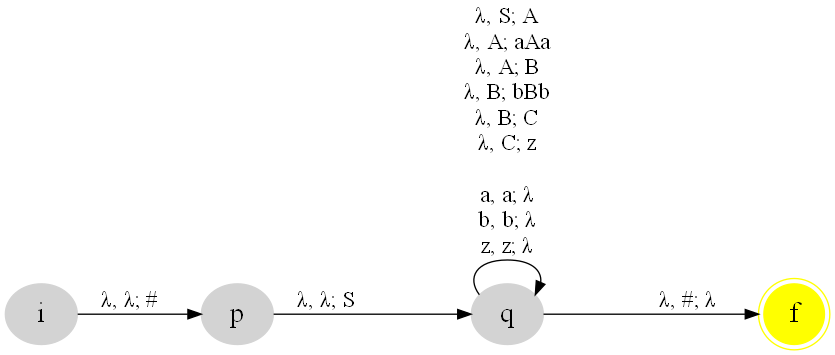 λ, S; A
λ, A; aAa
λ, A; B
λ, B; bBb
λ, B; C
λ, C; z
a, a; λ
b, b; λ
z, z; λ
λ, λ; #
λ, λ; S
λ, #; λ
i
p
q
f